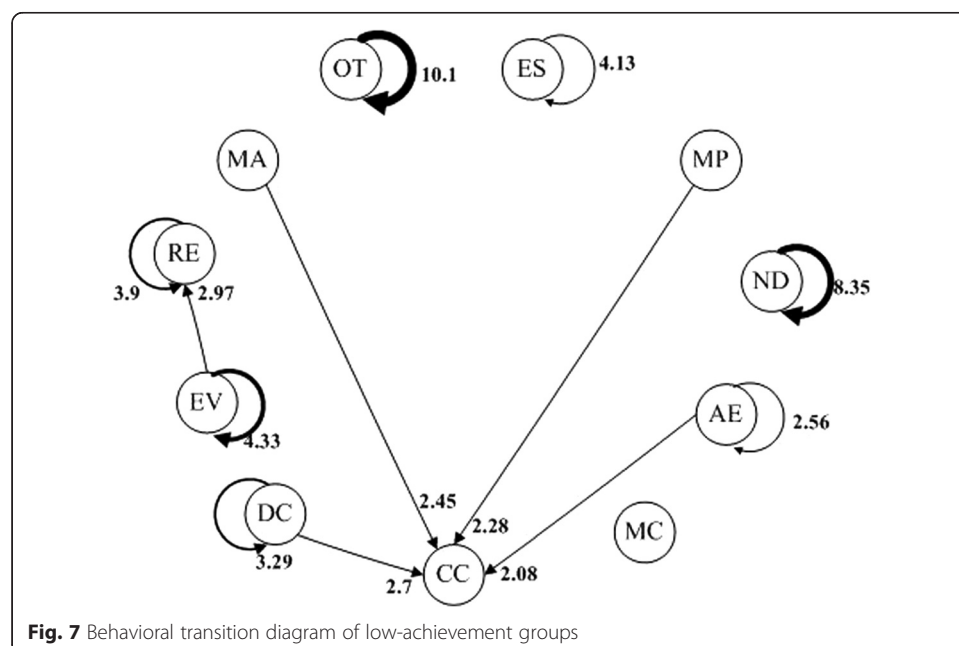 OT
10.1
ES
4.13
MA
MP
RE
3.9
2.97
ND
8.35
EV
4.33
AE
2.56
2.45
DC
3.29
2.28
MC
2.7
CC
2.08
Fig. 7 Behavioral transition diagram of low-achievement groups